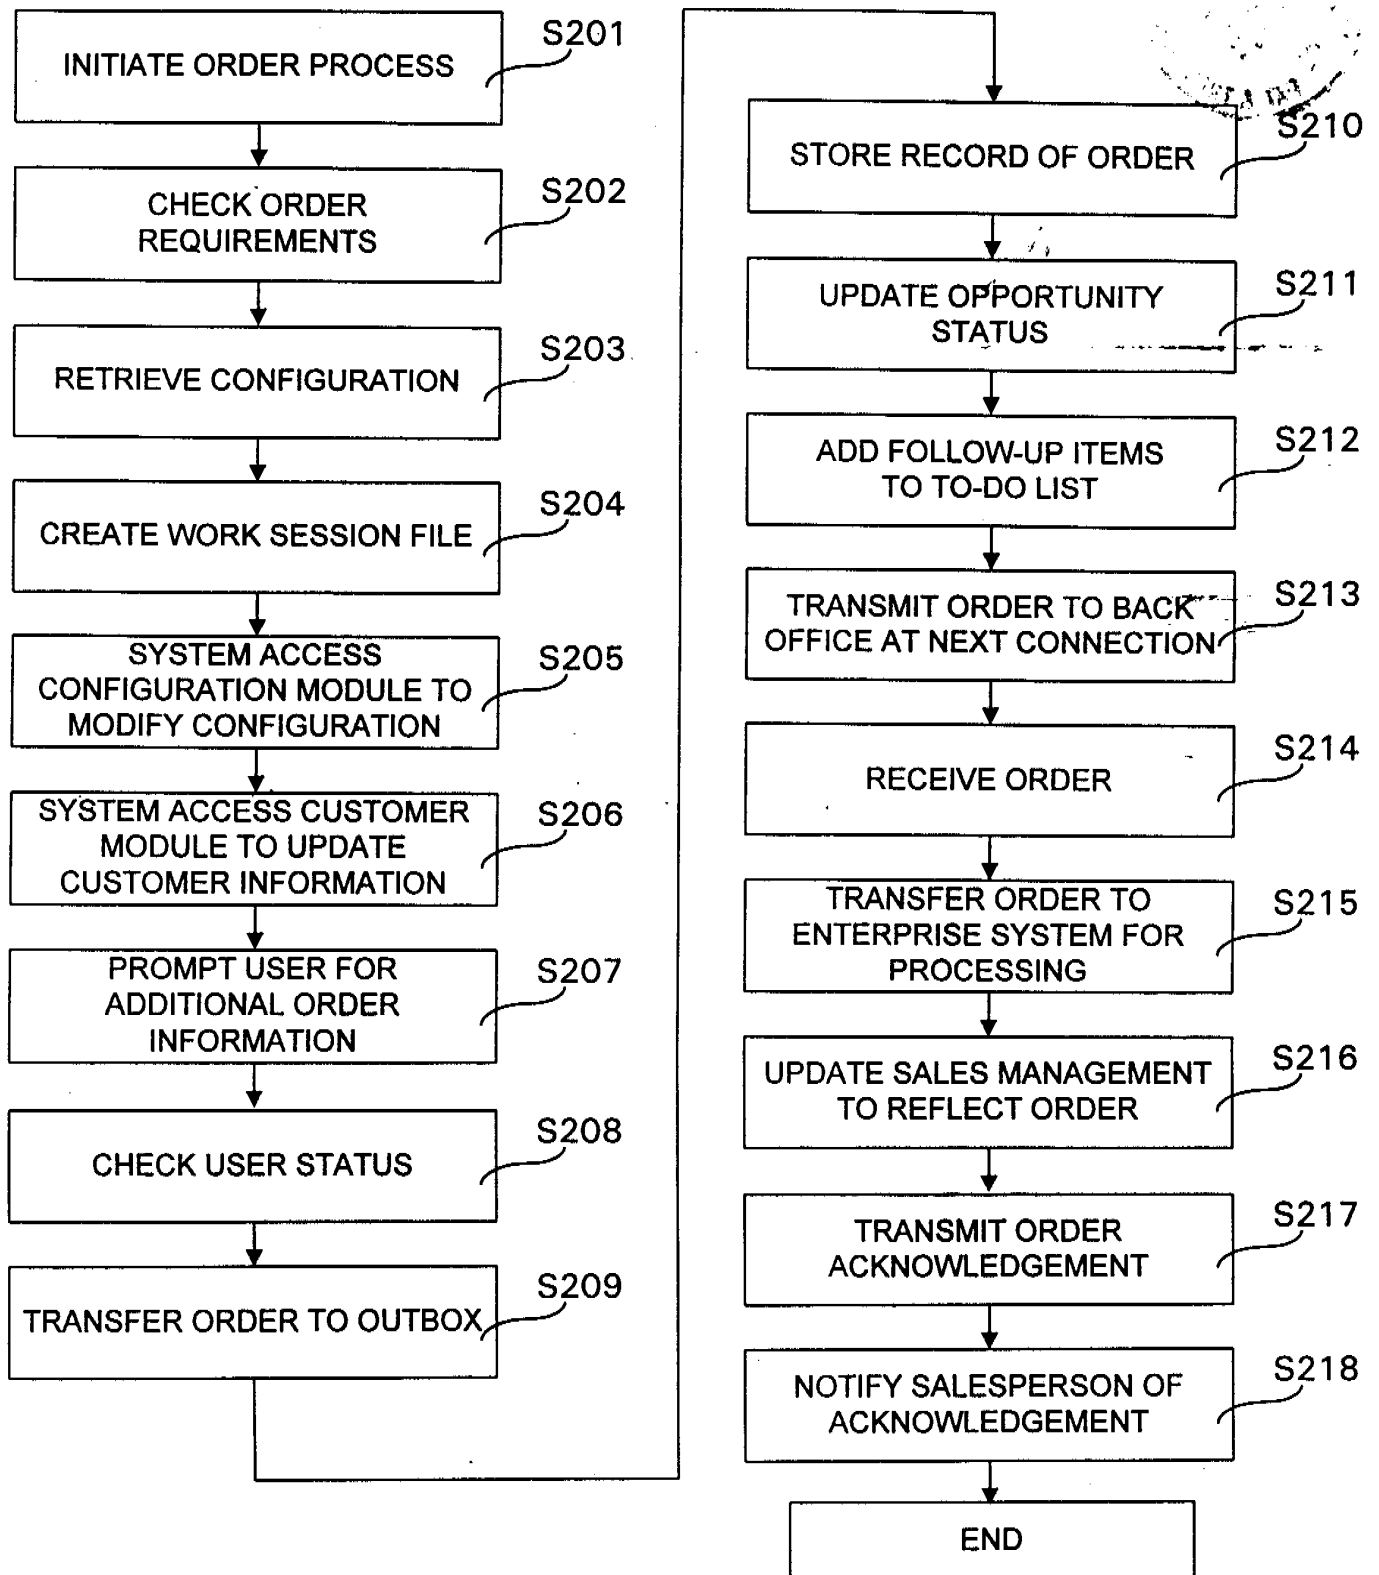 INITIATE ORDER PROCESS
S201
CHECK ORDER
REQUIREMENTS
S202
RETRIEVE CONFIGURATION
S203
CREATE WORK SESSION FILE
S204
SYSTEM ACCESS
CONFIGURATION MODULE TO
MODIFY CONFIGURATION
S205
SYSTEM ACCESS CUSTOMER
MODULE TO UPDATE
CUSTOMER INFORMATION
S206
PROMPT USER FOR
ADDITIONAL ORDER
INFORMATION
S207
CHECK USER STATUS
S208
TRANSFER ORDER TO OUTBOX
S209
STORE RECORD OF ORDER
S210
UPDATE OPPORTUNITY
STATUS
S211
ADD FOLLOW-UP ITEMS
TO TO-DO LIST
S212
TRANSMIT ORDER TO BACK
OFFICE AT NEXT CONNECTION
S213
RECEIVE ORDER
S214
TRANSFER ORDER TO
ENTERPRISE SYSTEM FOR
PROCESSING
S215
UPDATE SALES MANAGEMENT
TO REFLECT ORDER
S216
TRANSMIT ORDER
ACKNOWLEDGEMENT
S217
NOTIFY SALESPERSON OF
ACKNOWLEDGEMENT
S218
END